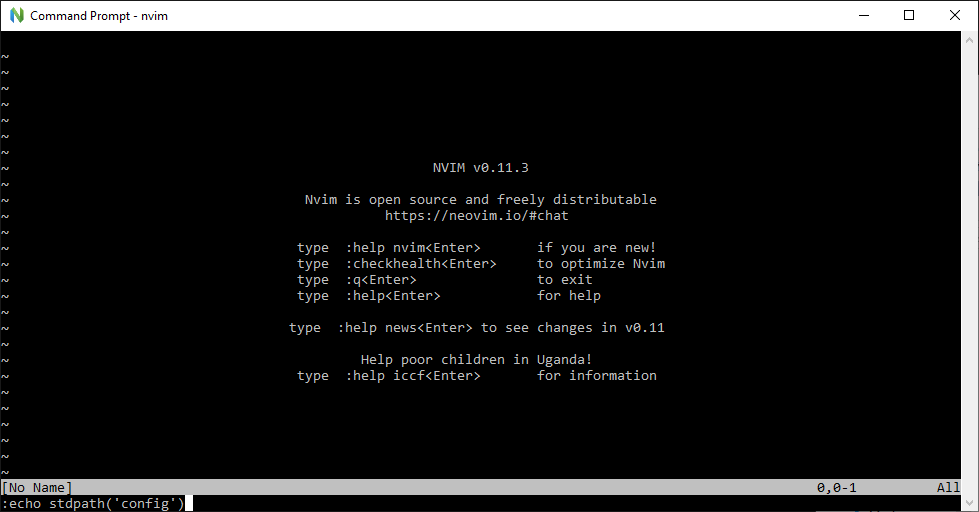 Command Prompt - nvim
~
~
~
~
~
~
~
~
NVIM v0.11.3
~
~
Nvim is open source and freely distributable
~
https://neovim.io/#chat
~
~
type :help nvim<Enter> if you are new!
~
type :checkhealth<Enter> to optimize Nvim
~
type :q<Enter> to exit
~
type :help<Enter> for help
~
~
type :help news<Enter> to see changes in v0.11
~
~
Help poor children in Uganda!
~
type :help iccf<Enter> for information
~
~
~
~
~
~
~
[No Name] 0,0-1 All
:echo stdpath('config')